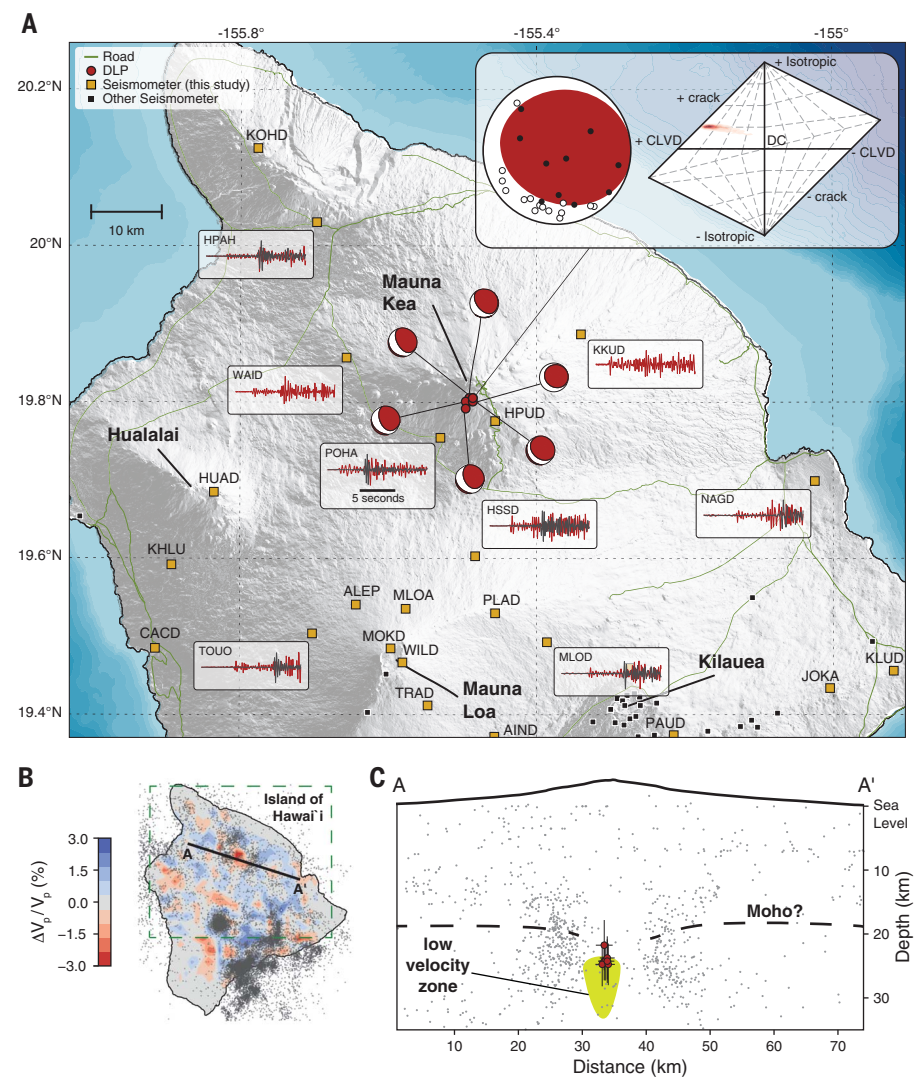 A
-155.8°
-155.4°
-155°
Road
DLP
Seismometer (this study)
Other Seismometer
20.2°N
20°N
19.8°N
19.6°N
19.4°N
10 km
KOHD
+ Isotropic
+ crack
+ CLVD
DC
- CLVD
- crack
- Isotropic
HPAH
Mauna
Kea
WAID
KKUD
HPUD
Hualalai
HUAD
POHA
5 seconds
HSSD
NAGD
KHLU
ALEP
MLOA
PLAD
CACD
MOKD
WILD
TOUO
MLOD
Kilauea
KLUD
JOKA
TRAD
Mauna
Loa
AIND
PAUD
B
Island of
Hawai`i
A
A'
3.0
1.5
0.0
−1.5
−3.0
ΔVp / Vp (%)
C
A
A'
Sea
Level
10
20
30
Depth (km)
Moho?
low
velocity
zone
10
20
30
40
50
60
70
Distance (km)